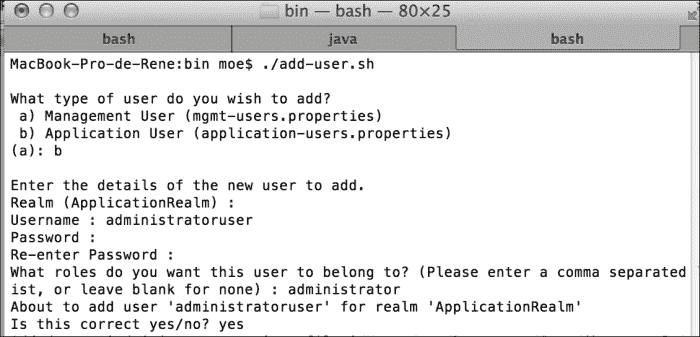 bin — bash — 80×25
bash java bash
MacBook-Pro-de-Rene:bin moe$ ./add-user.sh
What type of user do you wish to add?
a) Management User (mgmt-users.properties)
b) Application User (application-users.properties)
(a): b
Enter the details of the new user to add.
Realm (ApplicationRealm) :
Username : administratoruser
Password :
Re-enter Password :
What roles do you want this user to belong to? (Please enter a comma separated
ist, or leave blank for none) : administrator
About to add user 'administratoruser' for realm 'ApplicationRealm'
Is this correct yes/no? yes